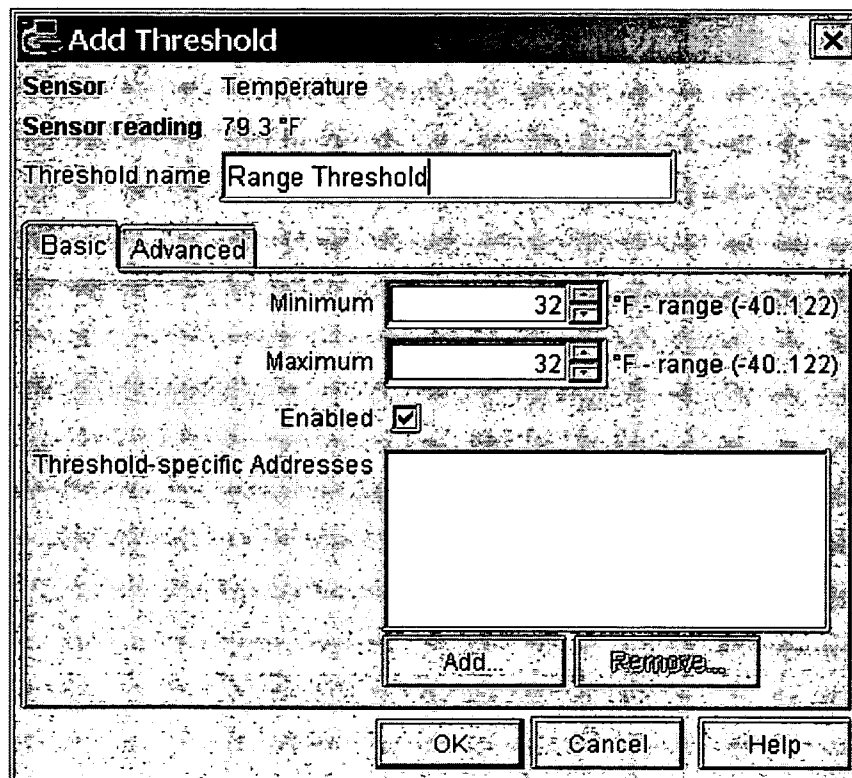 Add Threshold
Sensor Temperature
Sensor reading 79.3 °F
Threshold name Range Threshold
Basic Advanced
Minimum 32 °F - range (-40..122)
Maximum 32 °F - range (-40..122)
Enabled
Threshold-specific Addresses
Add... Remove...
OK Cancel Help